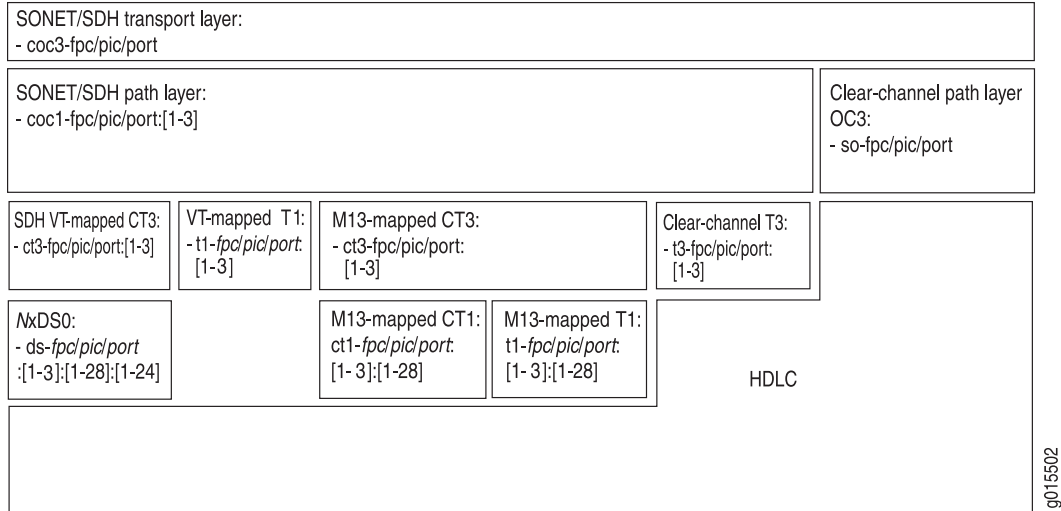 SONET/SDH transport layer:
- coc3-fpc/pic/port
SONET/SDH path layer:
- coc1-fpc/pic/port:[1-3]
Clear-channel path layer
OC3:
- so-fpc/pic/port
SDH VT-mapped CT3:
- ct3-fpc/pic/port:[1-3]
VT-mapped T1:
- t1-fpc/pic/port:
[1-3]
M13-mapped CT3:
- ct3-fpc/pic/port:
[1-3]
Clear-channel T3:
- t3-fpc/pic/port:
[1-3]
NxDS0:
- ds-fpc/pic/port
:[1-3]:[1-28]:[1-24]
M13-mapped CT1:
ct1-fpc/pic/port:
[1-3]:[1-28]
M13-mapped T1:
t1-fpc/pic/port:
[1-3]:[1-28]
HDLC
g015502